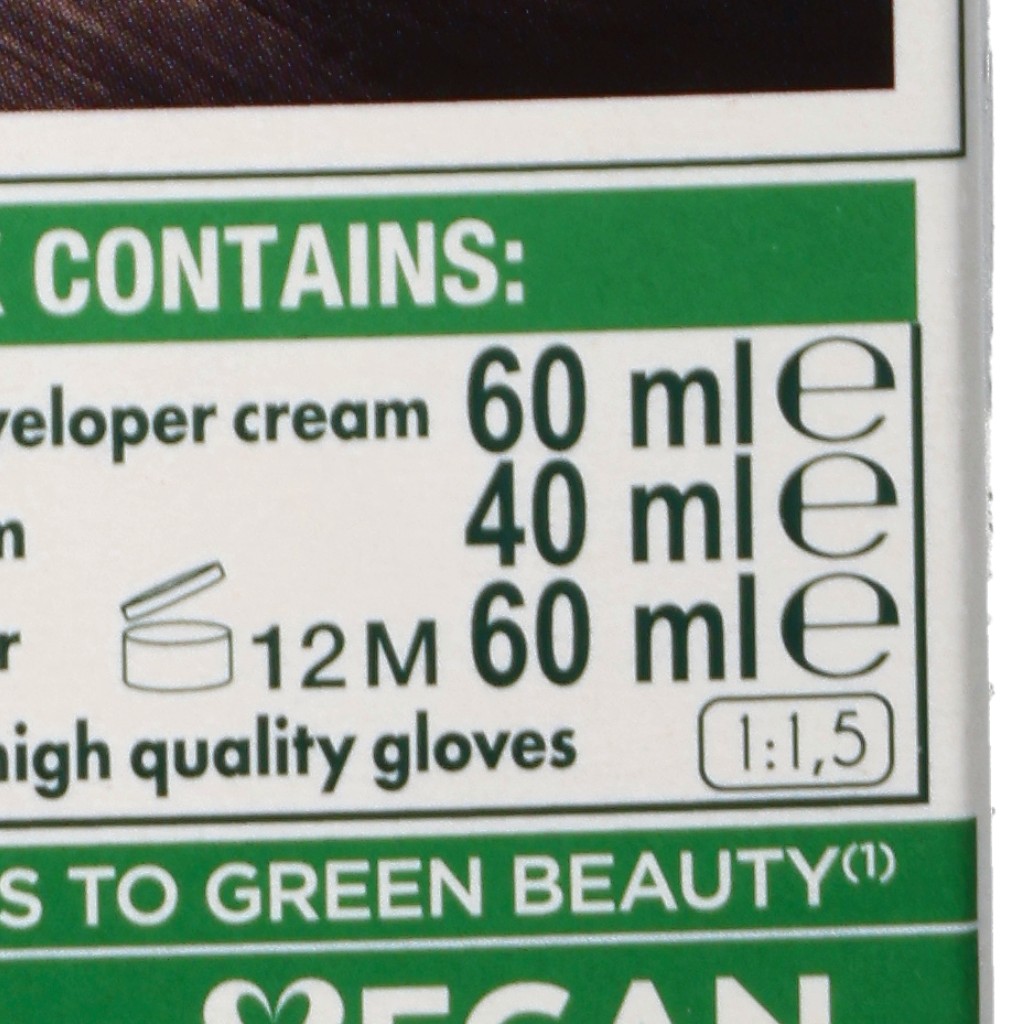 CONTAINS:
veloper cream 60 ml e
40 ml e
12 M 60 ml e
high quality gloves 1:1,5
TO GREEN BEAUTY(1)
VEGAN